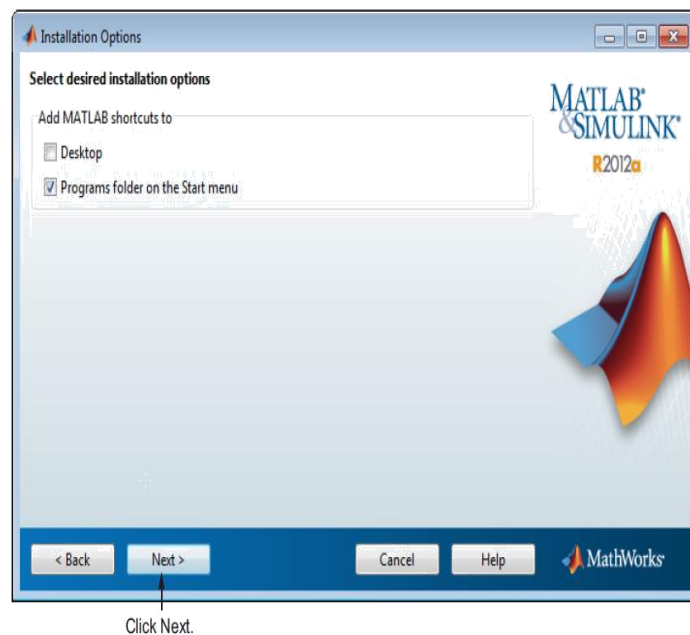 Installation Options
Select desired installation options
Add MATLAB shortcuts to
Desktop
Programs folder on the Start menu
MATLAB®
&SIMULINK®
R2012a
< Back
Next >
Cancel
Help
MathWorks®
Click Next.